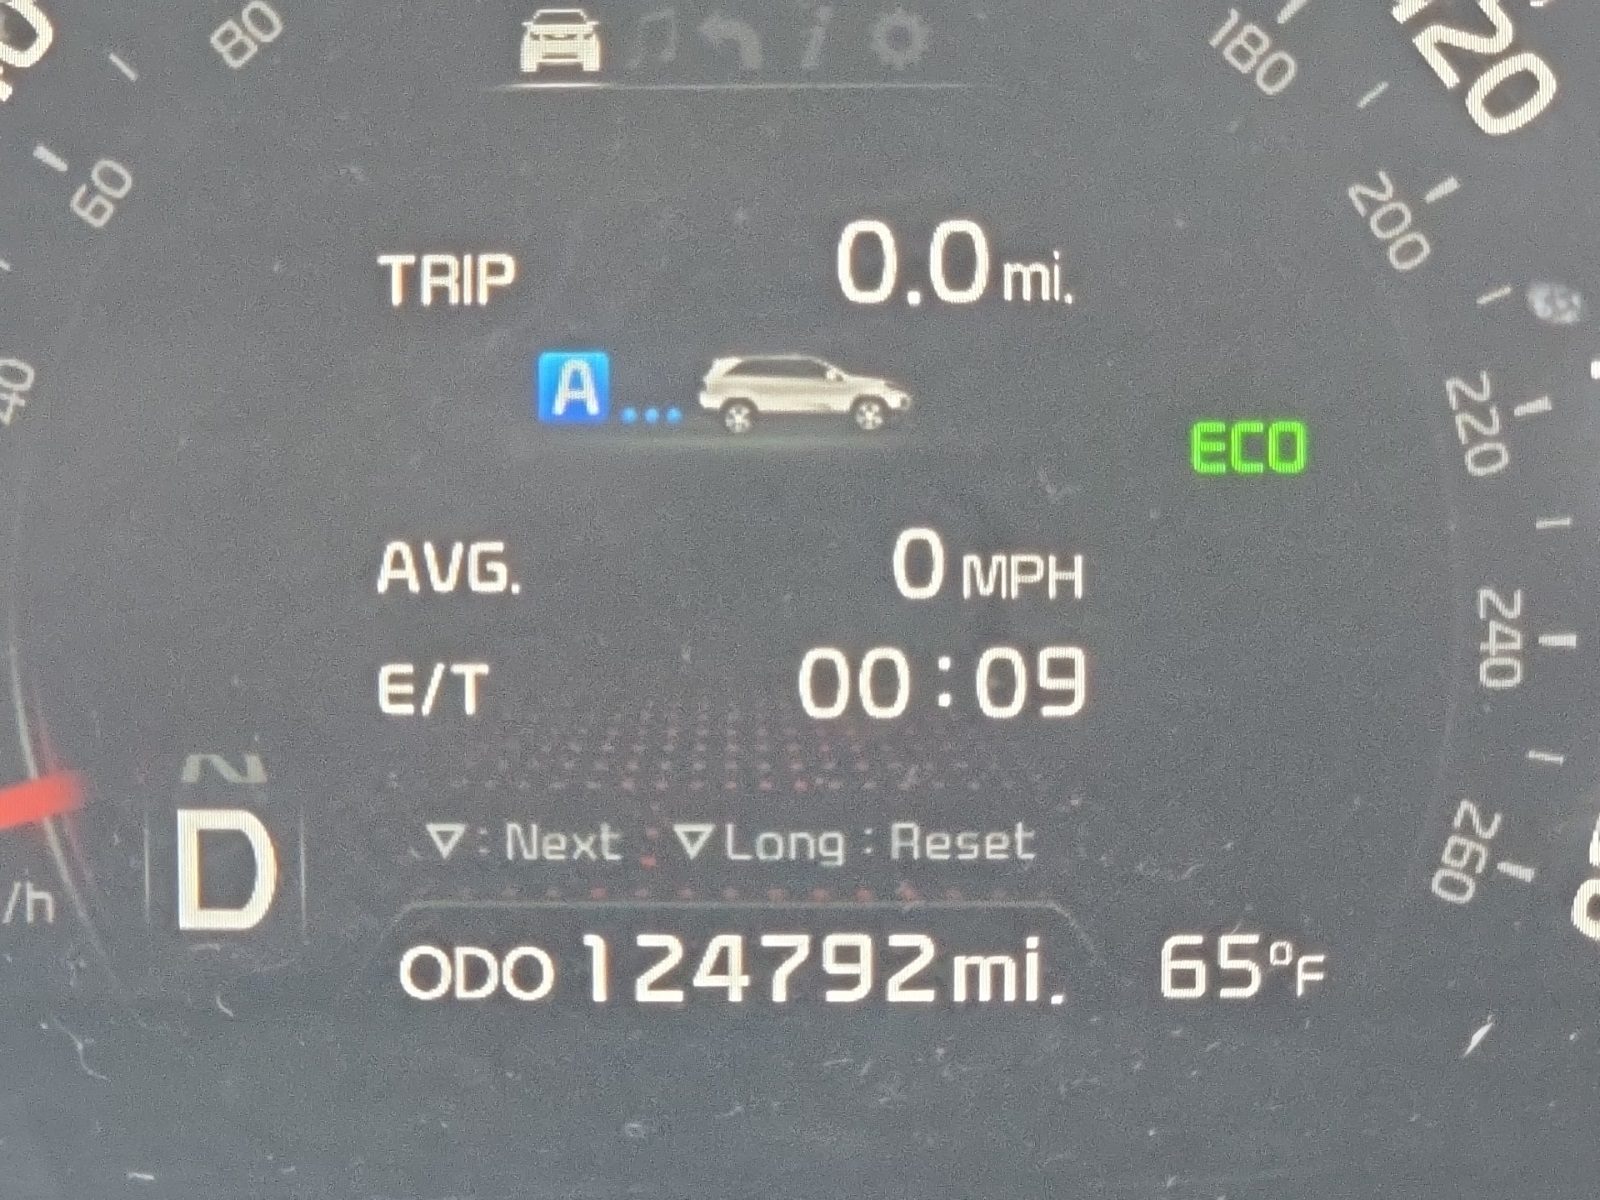 80
180
120
60
200
TRIP 0.0 mi.
A
40
220
ECO
AVG. 0 MPH
240
E/T 00:09
N
D
▽: Next ▽Long : Reset
260
/h
ODO 124792 mi. 65°F